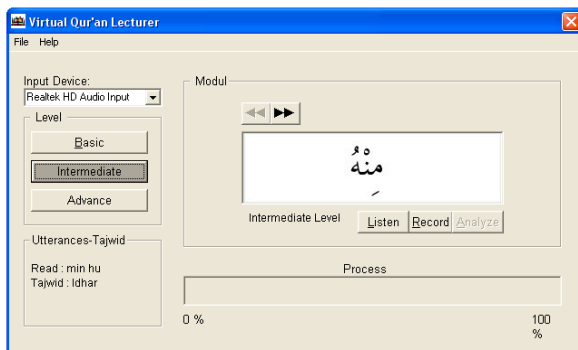 Virtual Qur'an Lecturer
File Help
Input Device:
Realtek HD Audio Input
Level
Basic
Intermediate
Advance
Utterances-Tajwid
Read : min hu
Tajwid : Idhar
Modul
مِنْهُ
Intermediate Level
Listen Record Analyze
Process
0 % 100 %